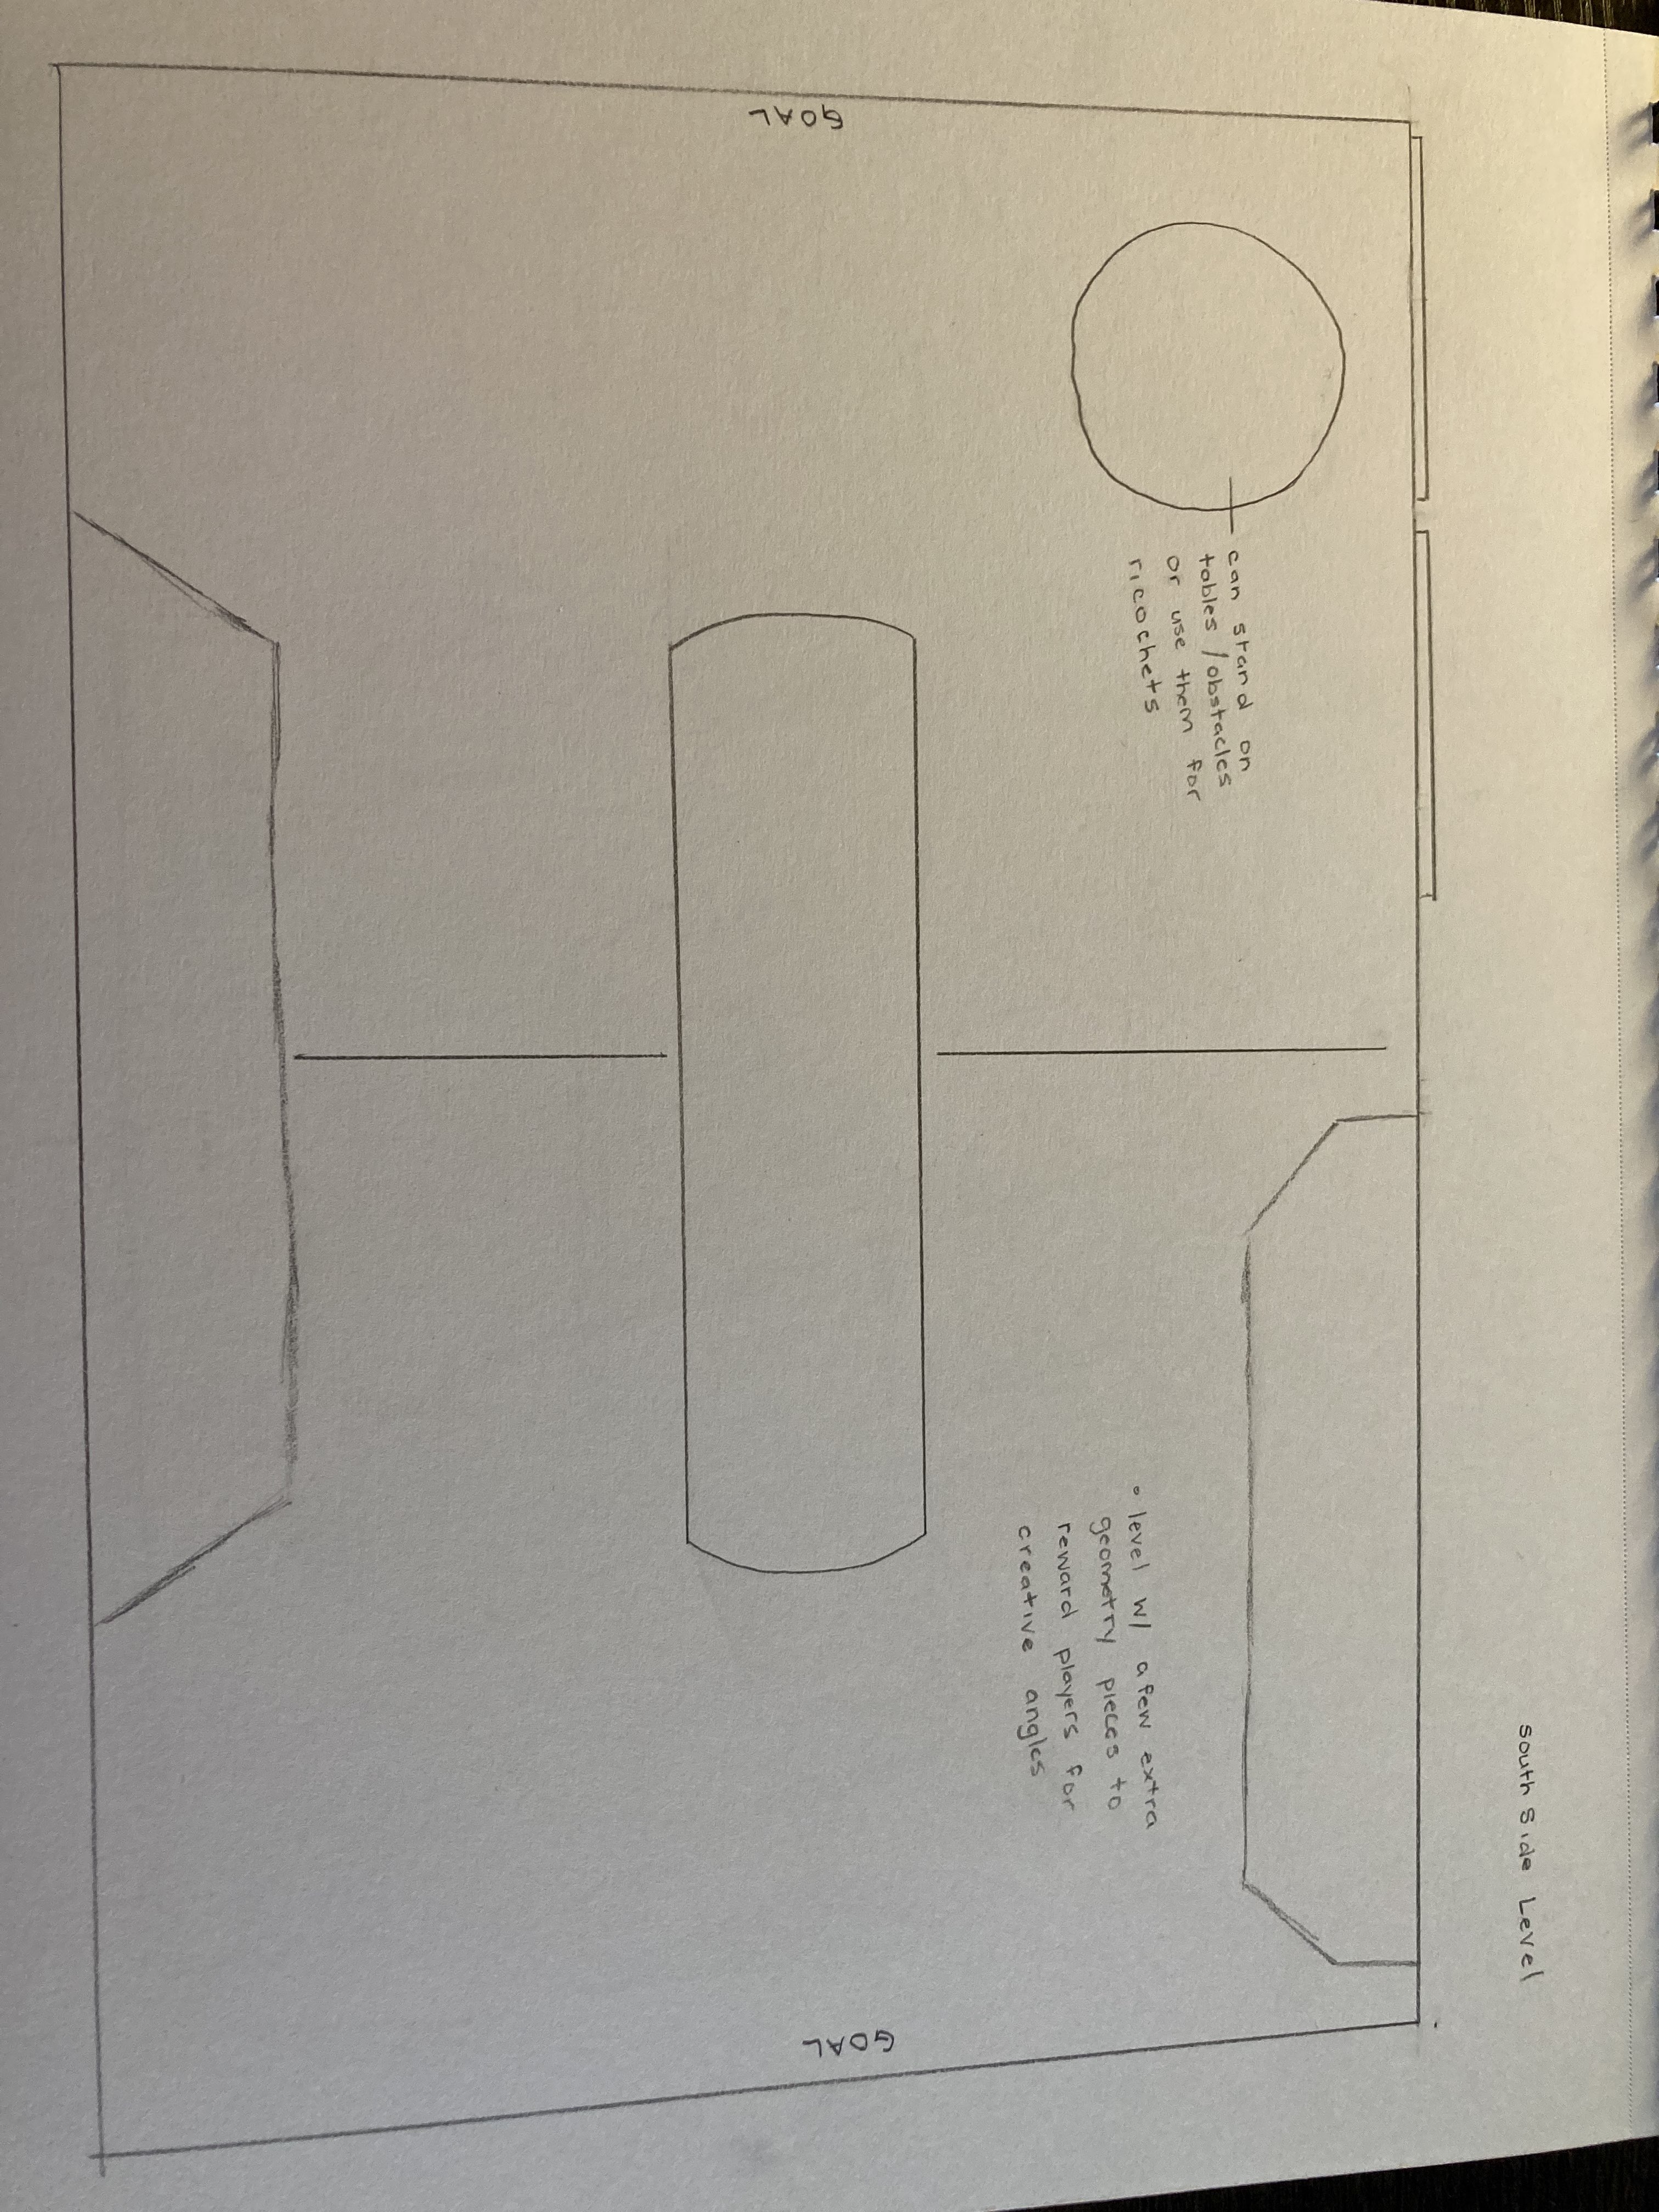 South Side Level
can stand on
tables/obstacles
or use them for
ricochets
• level w/ a few extra
geometry pieces to
reward players for
creative angles
GOAL
GOAL